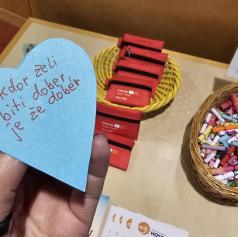 kdor želi
biti dober,
je že dober